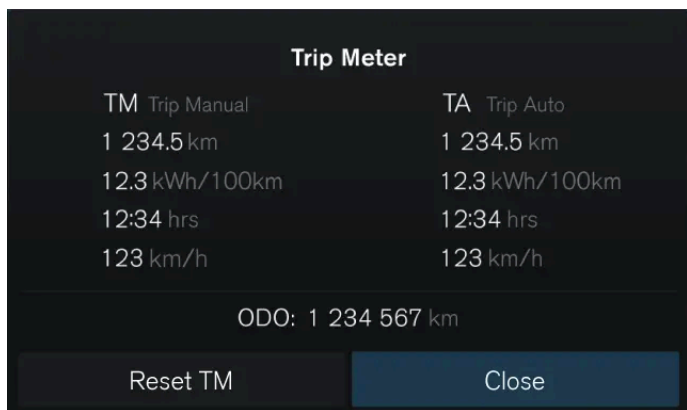 Trip Meter
TM Trip Manual TA Trip Auto
1 234.5 km 1 234.5 km
12.3 kWh/100km 12.3 kWh/100km
12:34 hrs 12:34 hrs
123 km/h 123 km/h
ODO: 1 234 567 km
Reset TM Close